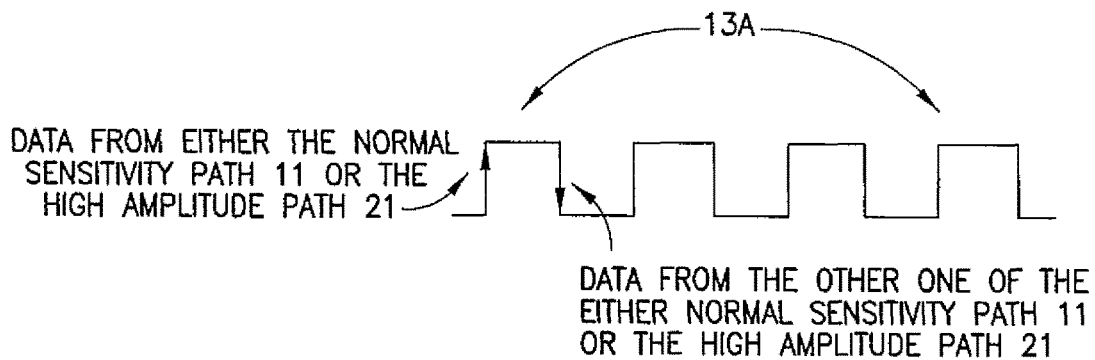 13A
DATA FROM EITHER THE NORMAL
SENSITIVITY PATH 11 OR THE
HIGH AMPLITUDE PATH 21
DATA FROM THE OTHER ONE OF THE
EITHER NORMAL SENSITIVITY PATH 11
OR THE HIGH AMPLITUDE PATH 21